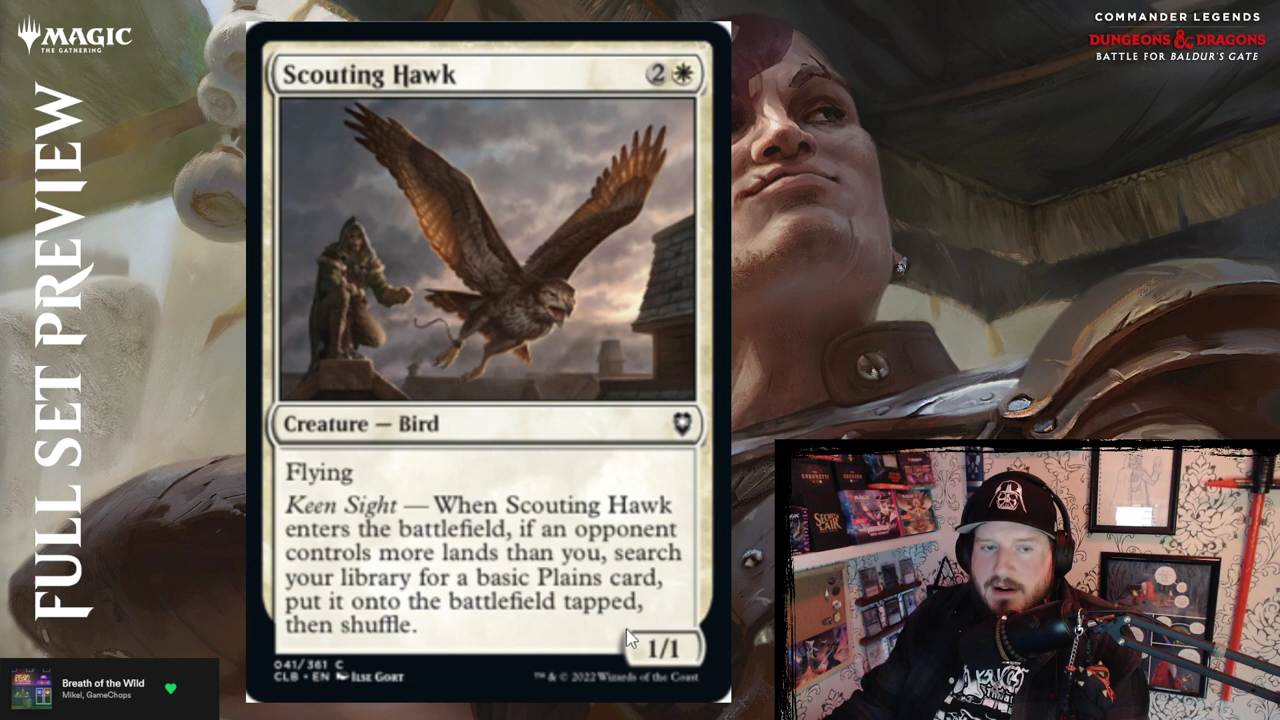 MAGIC
THE GATHERING
FULL SET PREVIEW
Scouting Hawk 2
Creature — Bird
Flying
Keen Sight — When Scouting Hawk
enters the battlefield, if an opponent
controls more lands than you, search
your library for a basic Plains card,
put it onto the battlefield tapped,
then shuffle.
1/1
041/361 C
CLB • EN ILSE GORT
™ & © 2022 Wizards of the Coast
COMMANDER LEGENDS
DUNGEONS & DRAGONS
BATTLE FOR BALDUR'S GATE
Breath of the Wild
Mikel, GameChops
SECRET
LAIR